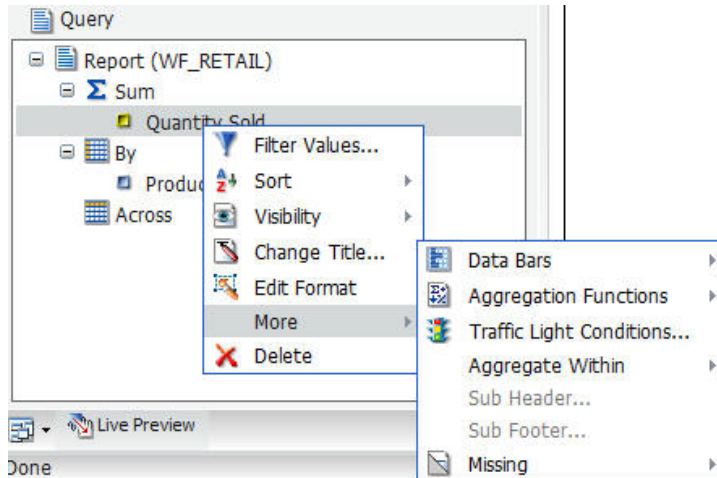 Query
Report (WF_RETAIL)
Sum
Quantity Sold
By
Produc
Across
Filter Values...
Sort
Visibility
Change Title...
Edit Format
More
Delete
Data Bars
Aggregation Functions
Traffic Light Conditions...
Aggregate Within
Sub Header...
Sub Footer...
Missing
Live Preview
Done